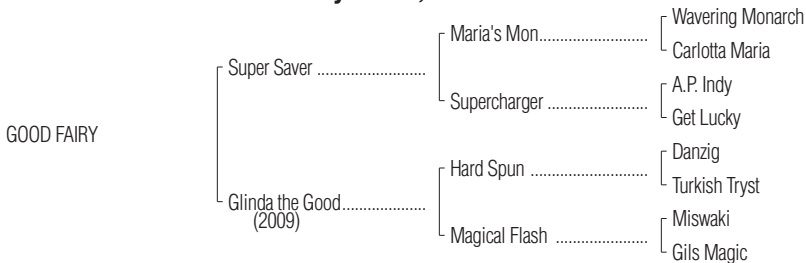 Wavering Monarch
Maria's Mon
Carlotta Maria
Super Saver
A.P. Indy
Supercharger
Get Lucky
GOOD FAIRY
Danzig
Hard Spun
Turkish Tryst
Glinda the Good
(2009)
Miswaki
Magical Flash
Gils Magic